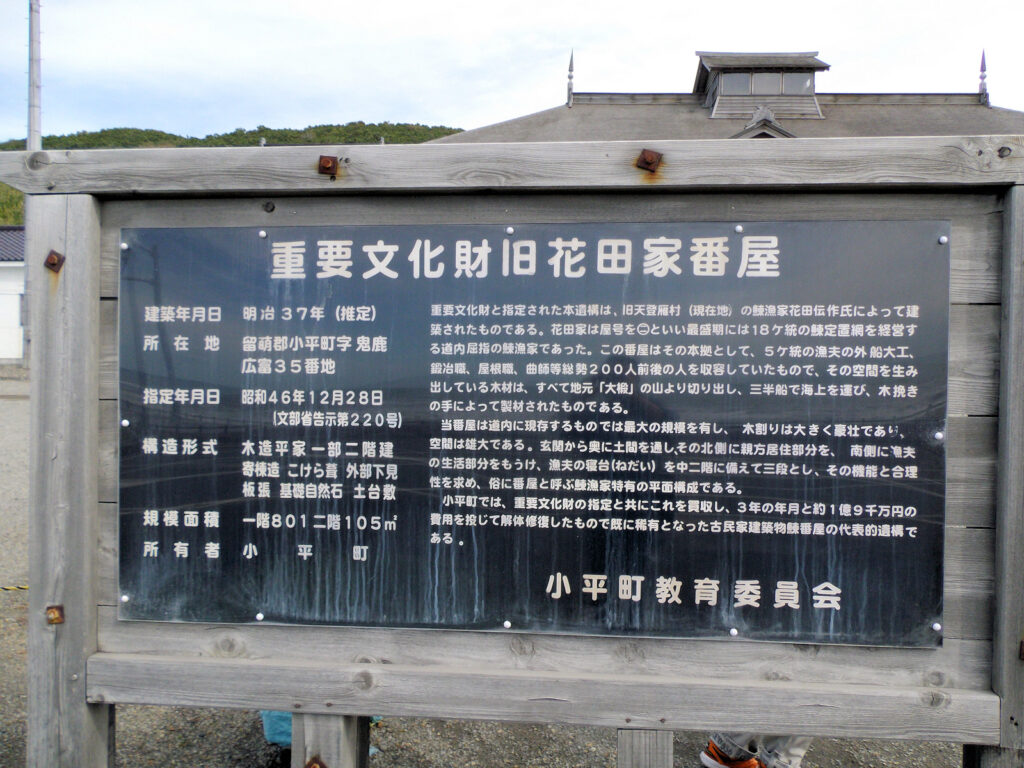 重要文化財旧花田家番屋
建築年月日 明治37年(推定)
所在地 留萌郡小平町字鬼鹿
広富35番地
指定年月日 昭和46年12月28日
(文部省告示第220号)
構造形式 木造平家一部二階建
寄棟造 こけら葺 外部下見
板張 基礎自然石 土台敷
規模面積 一階801二階105㎡
所有者 小平町
重要文化財と指定された本遺構は、旧天登雁村(現在地)の鰊漁家花田伝作氏によって建
築されたものである。花田家は屋号を㊀といい最盛期には18ケ統の鰊定置網を経営す
る道内屈指の鰊漁家であった。この番屋はその本拠として、5ケ統の漁夫の外船大工、
鍛冶職、屋根職、曲師等総勢200人前後の人を収容していたもので、その空間を生み
出している木材は、すべて地元「大椴」の山より切り出し、三半船で海上を運び、木挽き
の手によって製材されたものである。
当番屋は道内に現存するものでは最大の規模を有し、木割りは大きく豪壮であり、
空間は雄大である。玄関から奥に土間を通しその北側に親方居住部分を、南側に漁夫
の生活部分をもうけ、漁夫の寝台(ねだい)を中二階に備えて三段とし、その機能と合理
性を求め、俗に番屋と呼ぶ鰊漁家特有の平面構成である。
小平町では、重要文化財の指定と共にこれを買収し、3年の年月と約1億9千万円の
費用を投じて解体修復したもので既に稀有となった古民家建築物鰊番屋の代表的遺構で
ある。
小平町教育委員会